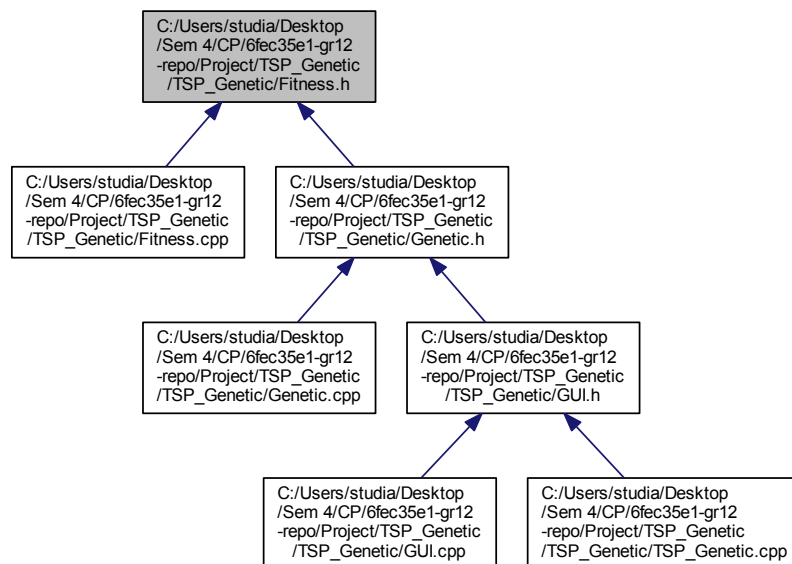 C:/Users/studia/Desktop
/Sem 4/CP/6fec35e1-gr12
-repo/Project/TSP_Genetic
/TSP_Genetic/Fitness.h
C:/Users/studia/Desktop
/Sem 4/CP/6fec35e1-gr12
-repo/Project/TSP_Genetic
/TSP_Genetic/Fitness.cpp
C:/Users/studia/Desktop
/Sem 4/CP/6fec35e1-gr12
-repo/Project/TSP_Genetic
/TSP_Genetic/Genetic.h
C:/Users/studia/Desktop
/Sem 4/CP/6fec35e1-gr12
-repo/Project/TSP_Genetic
/TSP_Genetic/Genetic.cpp
C:/Users/studia/Desktop
/Sem 4/CP/6fec35e1-gr12
-repo/Project/TSP_Genetic
/TSP_Genetic/GUI.h
C:/Users/studia/Desktop
/Sem 4/CP/6fec35e1-gr12
-repo/Project/TSP_Genetic
/TSP_Genetic/GUI.cpp
C:/Users/studia/Desktop
/Sem 4/CP/6fec35e1-gr12
-repo/Project/TSP_Genetic
/TSP_Genetic/TSP_Genetic.cpp